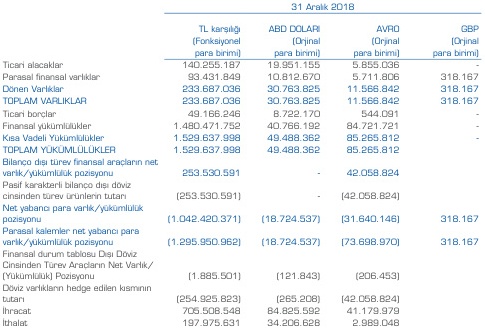 31 Aralık 2018
TL karşılığı ABD DOLARI AVRO GBP
(Fonksiyonel (Orjinal (Orjinal (Orjinal
para birimi) para birimi) para birimi) para birimi)
Ticari alacaklar 140.255.187 19.951.155 5.855.036 -
Parasal finansal varlıklar 93.431.849 10.812.670 5.711.806 318.167
Dönen Varlıklar 233.687.036 30.763.825 11.566.842 318.167
TOPLAM VARLIKLAR 233.687.036 30.763.825 11.566.842 318.167
Ticari borçlar 49.166.246 8.722.170 544.091 -
Finansal yükümlülükler 1.480.471.752 40.766.192 84.721.721 -
Kısa Vadeli Yükümlülükler 1.529.637.998 49.488.362 85.265.812 -
TOPLAM YÜKÜMLÜLÜKLER 1.529.637.998 49.488.362 85.265.812
Bilanço dışı türev finansal araçların net
varlık/yükümlülük pozisyonu 253.530.591 - 42.058.824
Pasif karakterli bilanço dışı döviz
cinsinden türev ürünlerin tutarı (253.530.591) - (42.058.824)
Net yabancı para varlık/yükümlülük
pozisyonu (1.042.420.371) (18.724.537) (31.640.146) 318.167
Parasal kalemler net yabancı para
varlık/yükümlülük pozisyonu (1.295.950.962) (18.724.537) (73.698.970) 318.167
Finansal durum tablosu Dışı Döviz
Cinsinden Türev Araçların Net Varlık/
(Yükümlülük) Pozisyonu (1.885.501) (121.843) (206.453)
Döviz varlıkların hedge edilen kısmının
tutarı (254.925.823) (265.208) (42.058.824)
İhracat 705.508.548 84.825.592 41.179.979
İthalat 197.975.631 34.206.628 2.989.048